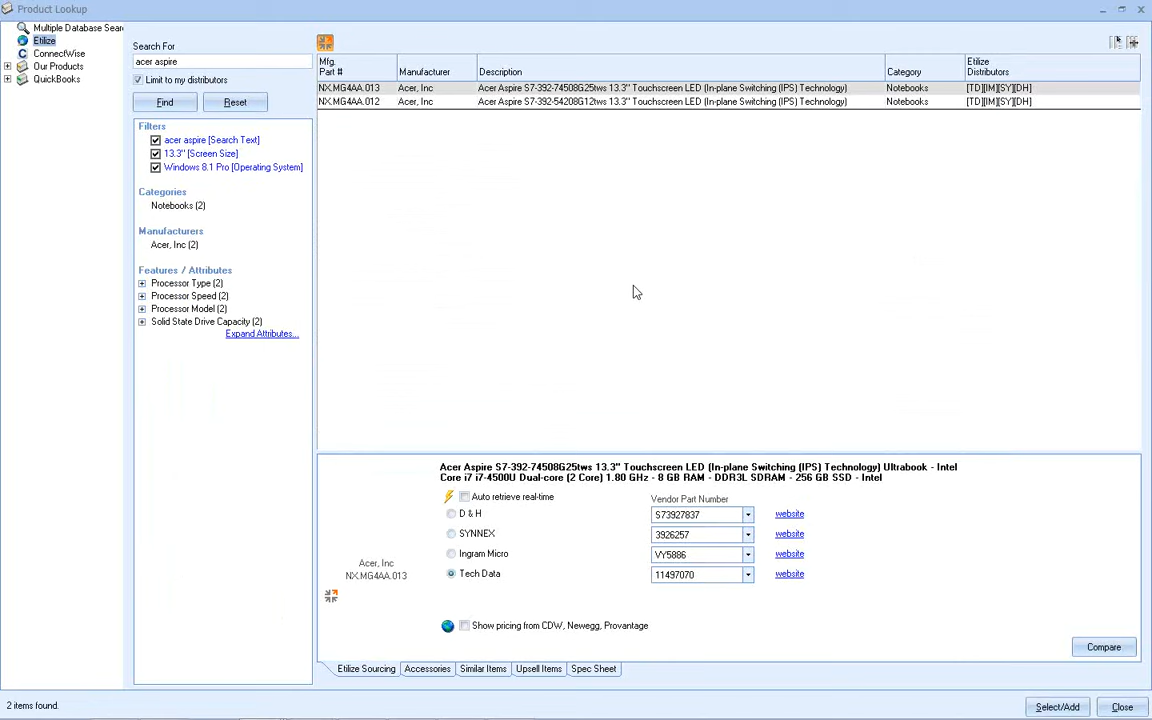 Product Lookup
Multiple Database Sear
Etilize
ConnectWise
Our Products
QuickBooks
Search For
acer aspire
Limit to my distributors
Find
Reset
Filters
acer aspire [Search Text]
13.3" [Screen Size]
Windows 8.1 Pro [Operating System]
Categories
Notebooks (2)
Manufacturers
Acer, Inc (2)
Features / Attributes
Processor Type (2)
Processor Speed (2)
Processor Model (2)
Solid State Drive Capacity (2)
Expand Attributes...
Mfg. Part # Manufacturer Description Category Etilize Distributors
NX.MG4AA.013 Acer, Inc Acer Aspire S7-392-74508G25tws 13.3" Touchscreen LED (In-plane Switching (IPS) Technology) Notebooks [TD][IM][SY][DH]
NX.MG4AA.012 Acer, Inc Acer Aspire S7-392-54208G12tws 13.3" Touchscreen LED (In-plane Switching (IPS) Technology) Notebooks [TD][IM][SY][DH]
Acer Aspire S7-392-74508G25tws 13.3" Touchscreen LED (In-plane Switching (IPS) Technology) Ultrabook - Intel
Core i7 i7-4500U Dual-core (2 Core) 1.80 GHz - 8 GB RAM - DDR3L SDRAM - 256 GB SSD - Intel
Auto retrieve real-time Vendor Part Number
D & H S73927837 website
SYNNEX 3926257 website
Ingram Micro VY5886 website
Tech Data 11497070 website
Acer, Inc
NX.MG4AA.013
Show pricing from CDW, Newegg, Provantage
Compare
Etilize Sourcing Accessories Similar Items Upsell Items Spec Sheet
2 items found.
Select/Add
Close